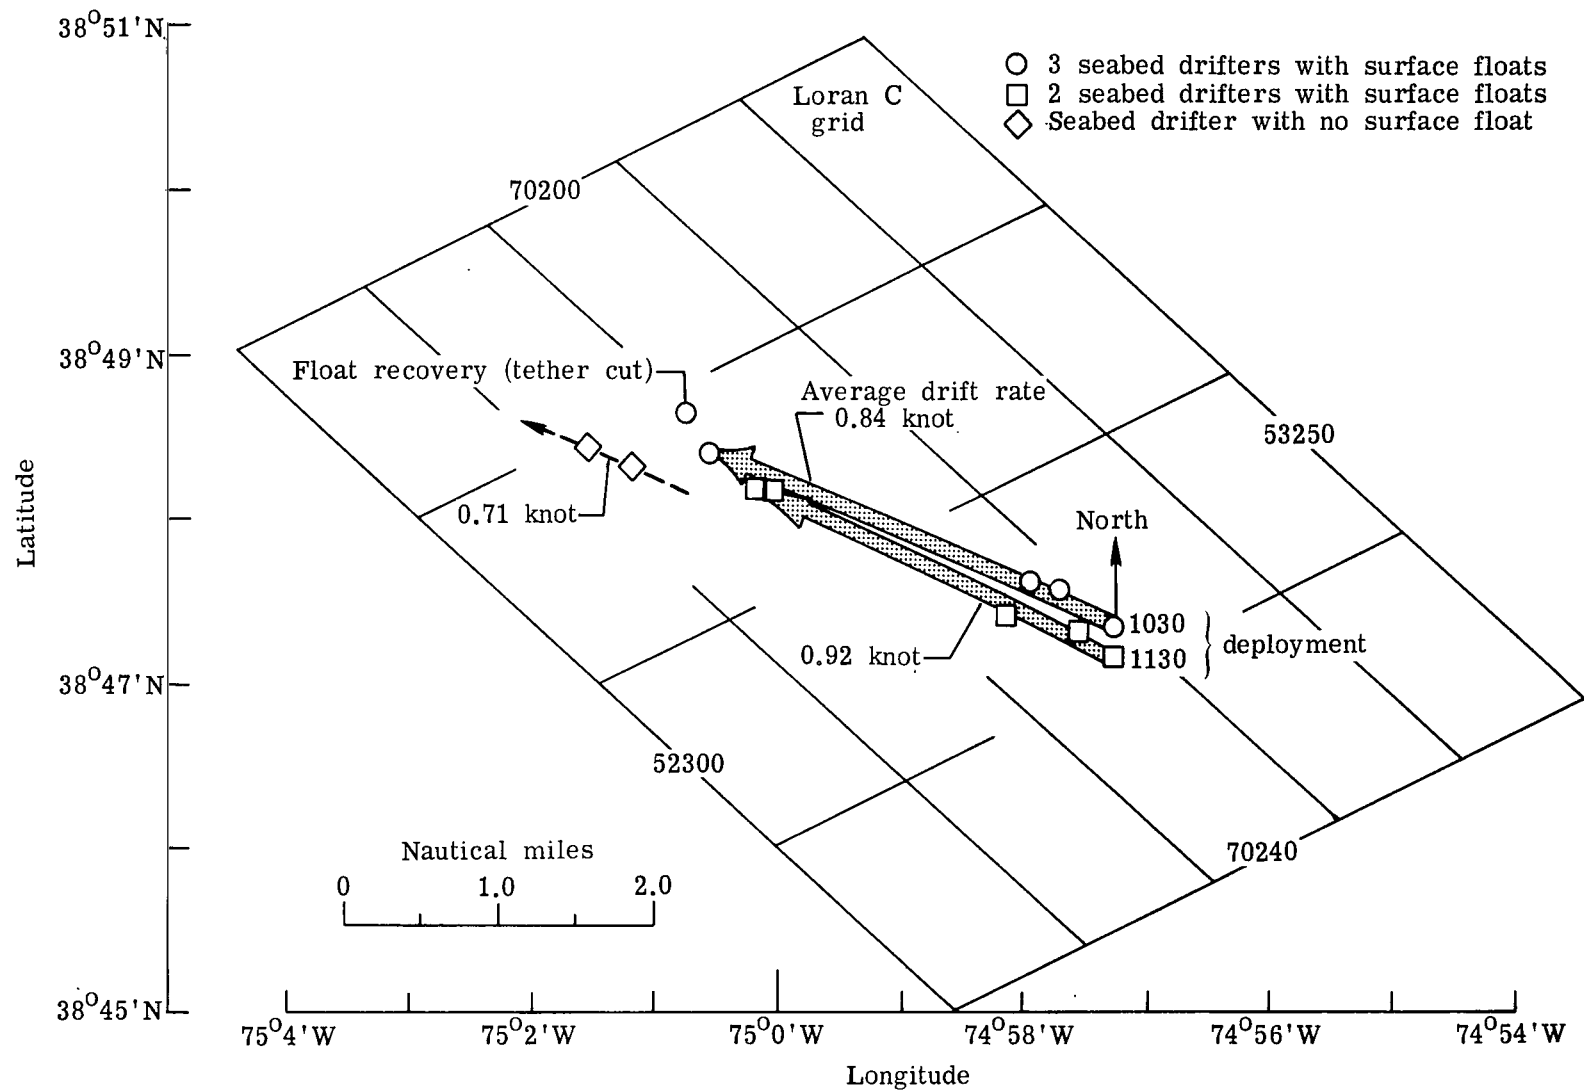 38°51'N
Loran C
grid
3 seabed drifters with surface floats
2 seabed drifters with surface floats
Seabed drifter with no surface float
70200
38°49'N
Float recovery (tether cut)
Average drift rate
0.84 knot
53250
Latitude
0.71 knot
North
1030
1130
deployment
0.92 knot
38°47'N
52300
70240
Nautical miles
0 1.0 2.0
38°45'N
75°4'W 75°2'W 75°0'W 74°58'W 74°56'W 74°54'W
Longitude